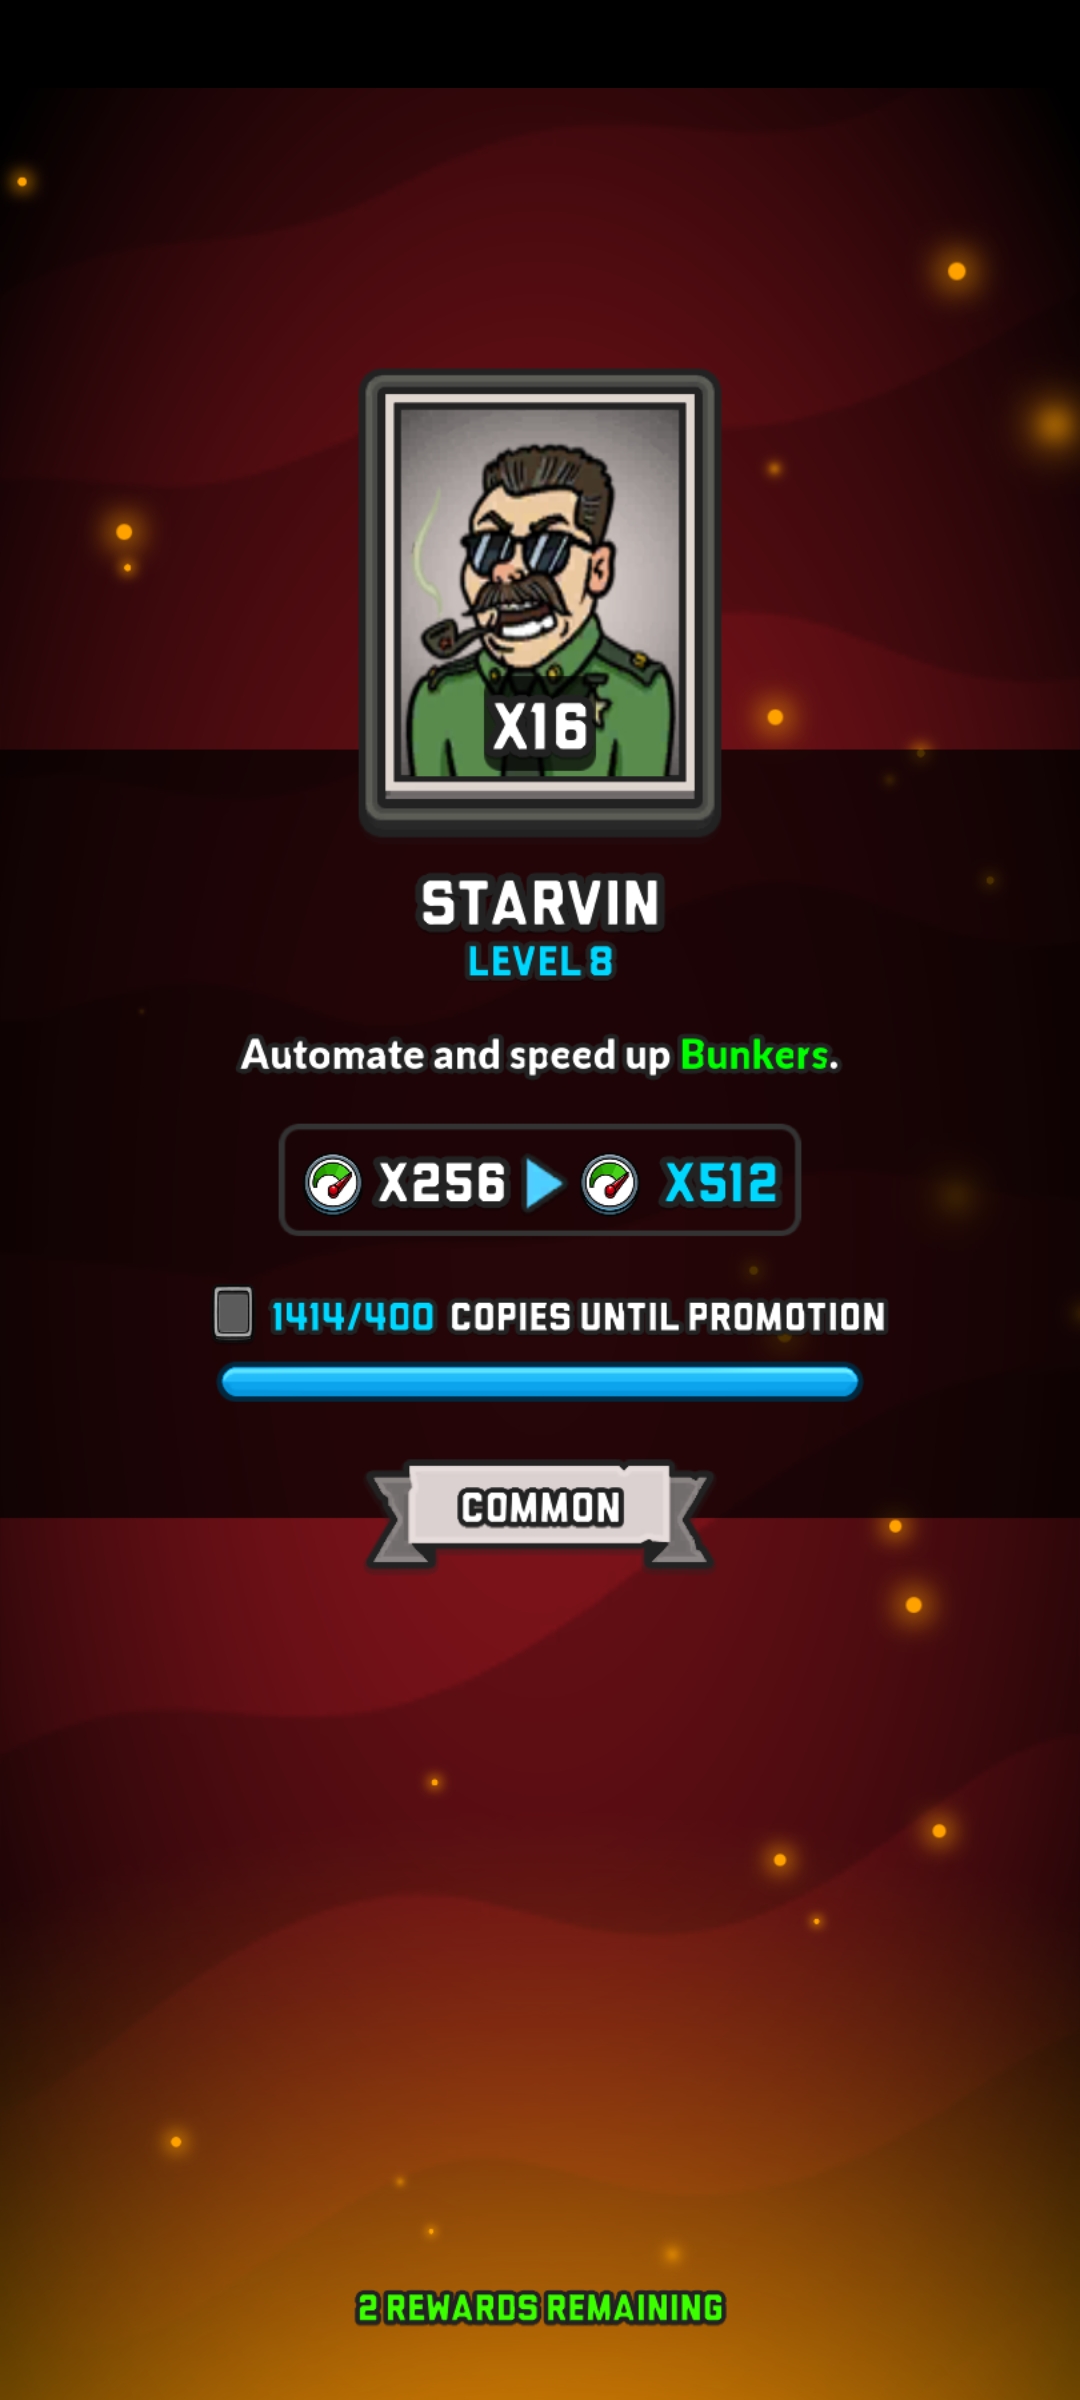 X16
STARVIN
LEVEL 8
Automate and speed up Bunkers.
X256 X512
1414/400 COPIES UNTIL PROMOTION
COMMON
2 REWARDS REMAINING